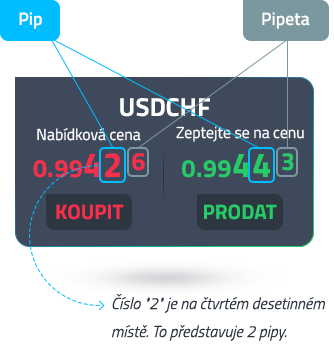 Pip
Pipeta
USDCHF
Nabídková cena
Zeptejte se na cenu
0.99426
0.99443
KOUPIT
PRODAT
Číslo "2" je na čtvrtém desetinném
místě. To představuje 2 pipy.